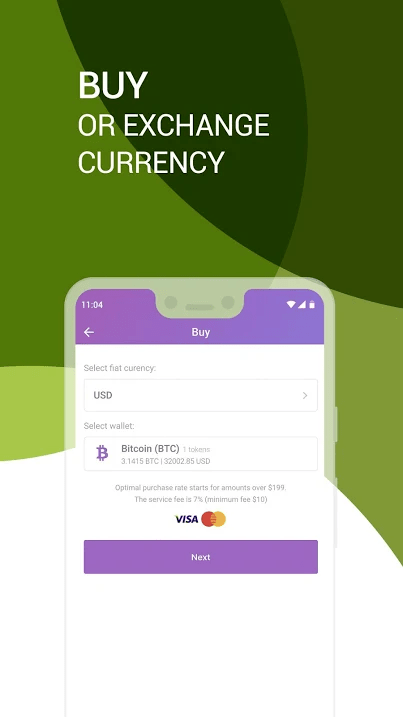 BUY
OR EXCHANGE
CURRENCY
11:04
Buy
Select fiat curency:
USD
Select wallet:
Bitcoin (BTC) 1 tokens
3.1415 BTC | 32002.85 USD
Optimal purchase rate starts for amounts over $199.
The service fee is 7% (minimum fee $10)
VISA
Next